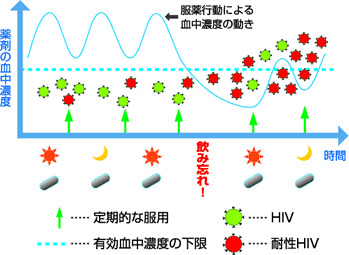 服薬行動による
血中濃度の動き
薬剤の血中濃度
時間
飲み忘れ!
定期的な服用
HIV
有効血中濃度の下限
耐性HIV